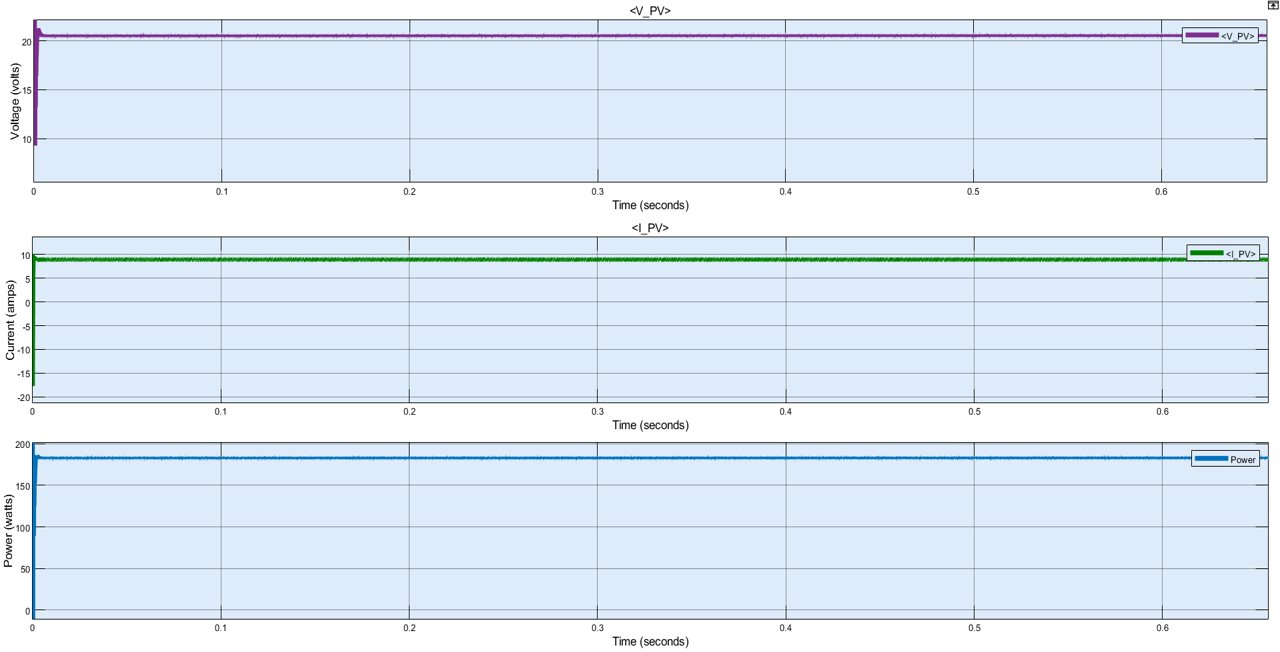 <V_PV>
<V_PV>
20
15
10
Voltage (volts)
0 0.1 0.2 0.3 0.4 0.5 0.6
Time (seconds)
<I_PV>
<I_PV>
10
5
0
-5
-10
-15
-20
Current (amps)
0 0.1 0.2 0.3 0.4 0.5 0.6
Time (seconds)
Power
200
150
100
50
0
Power (watts)
0 0.1 0.2 0.3 0.4 0.5 0.6
Time (seconds)